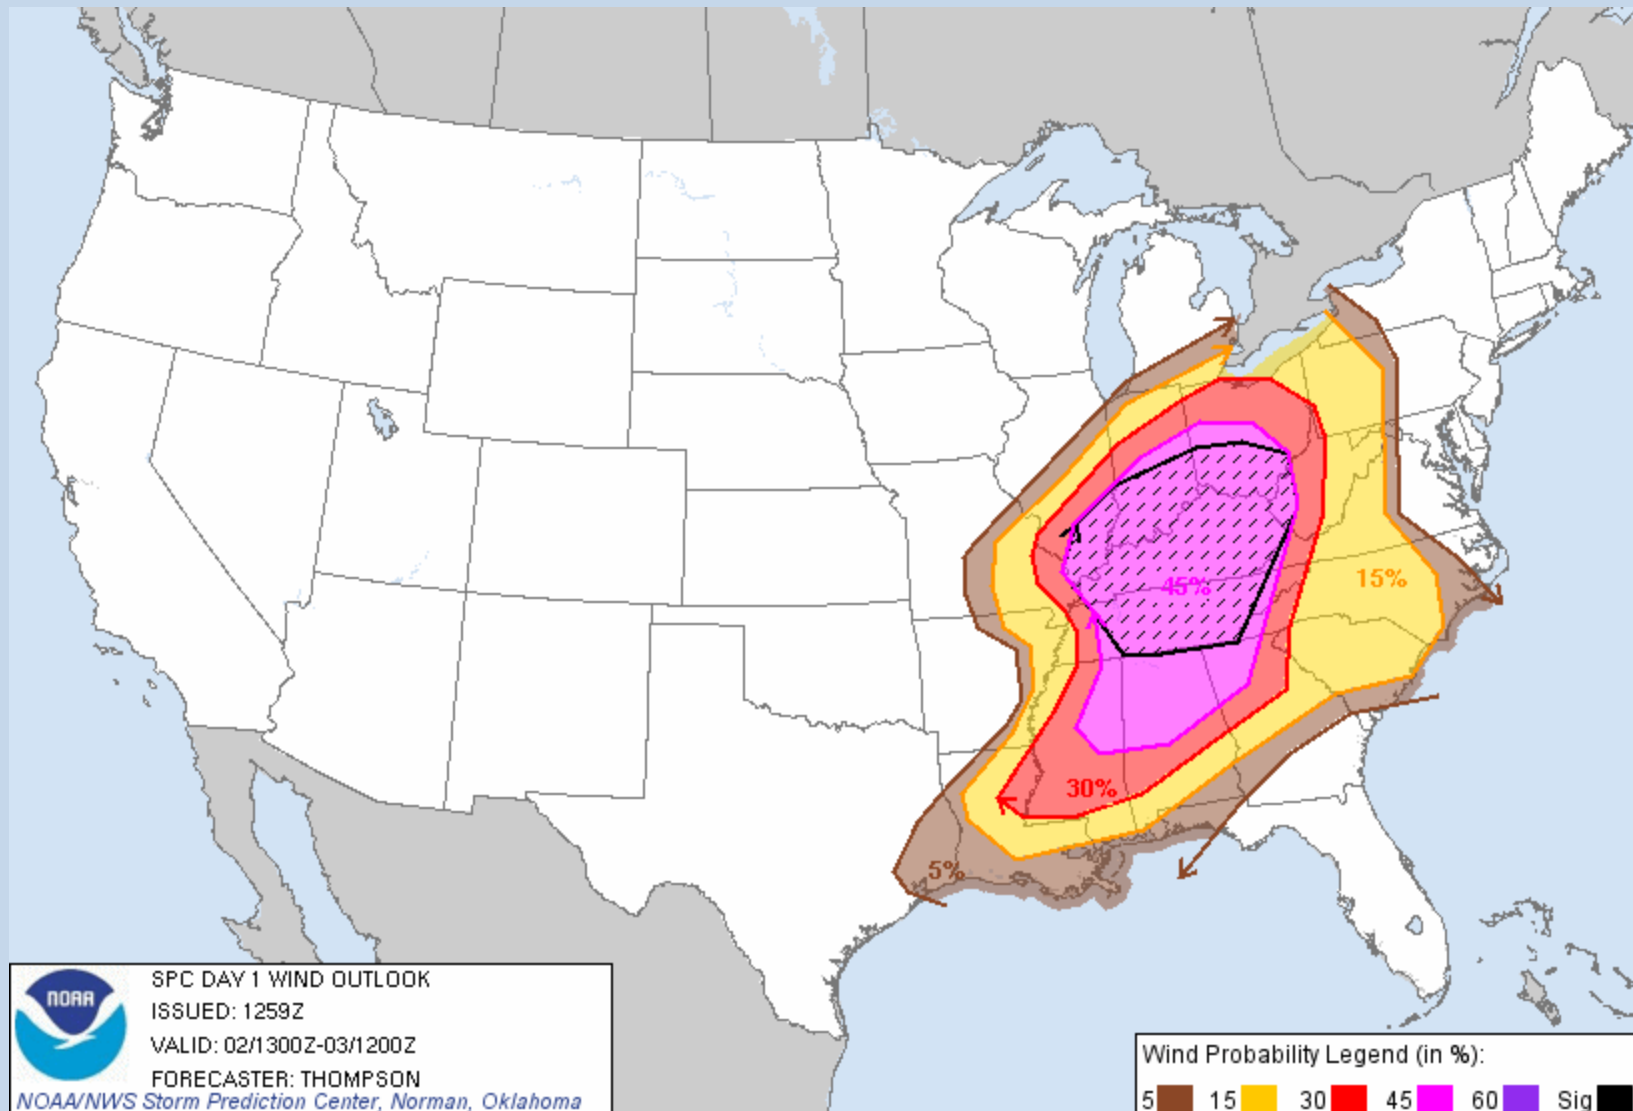 45%
15%
30%
5%
NOAA
SPC DAY 1 WIND OUTLOOK
ISSUED: 1259Z
VALID: 02/1300Z-03/1200Z
FORECASTER: THOMPSON
NOAA/NWS Storm Prediction Center, Norman, Oklahoma
Wind Probability Legend (in %):
5 15 30 45 60 Sig